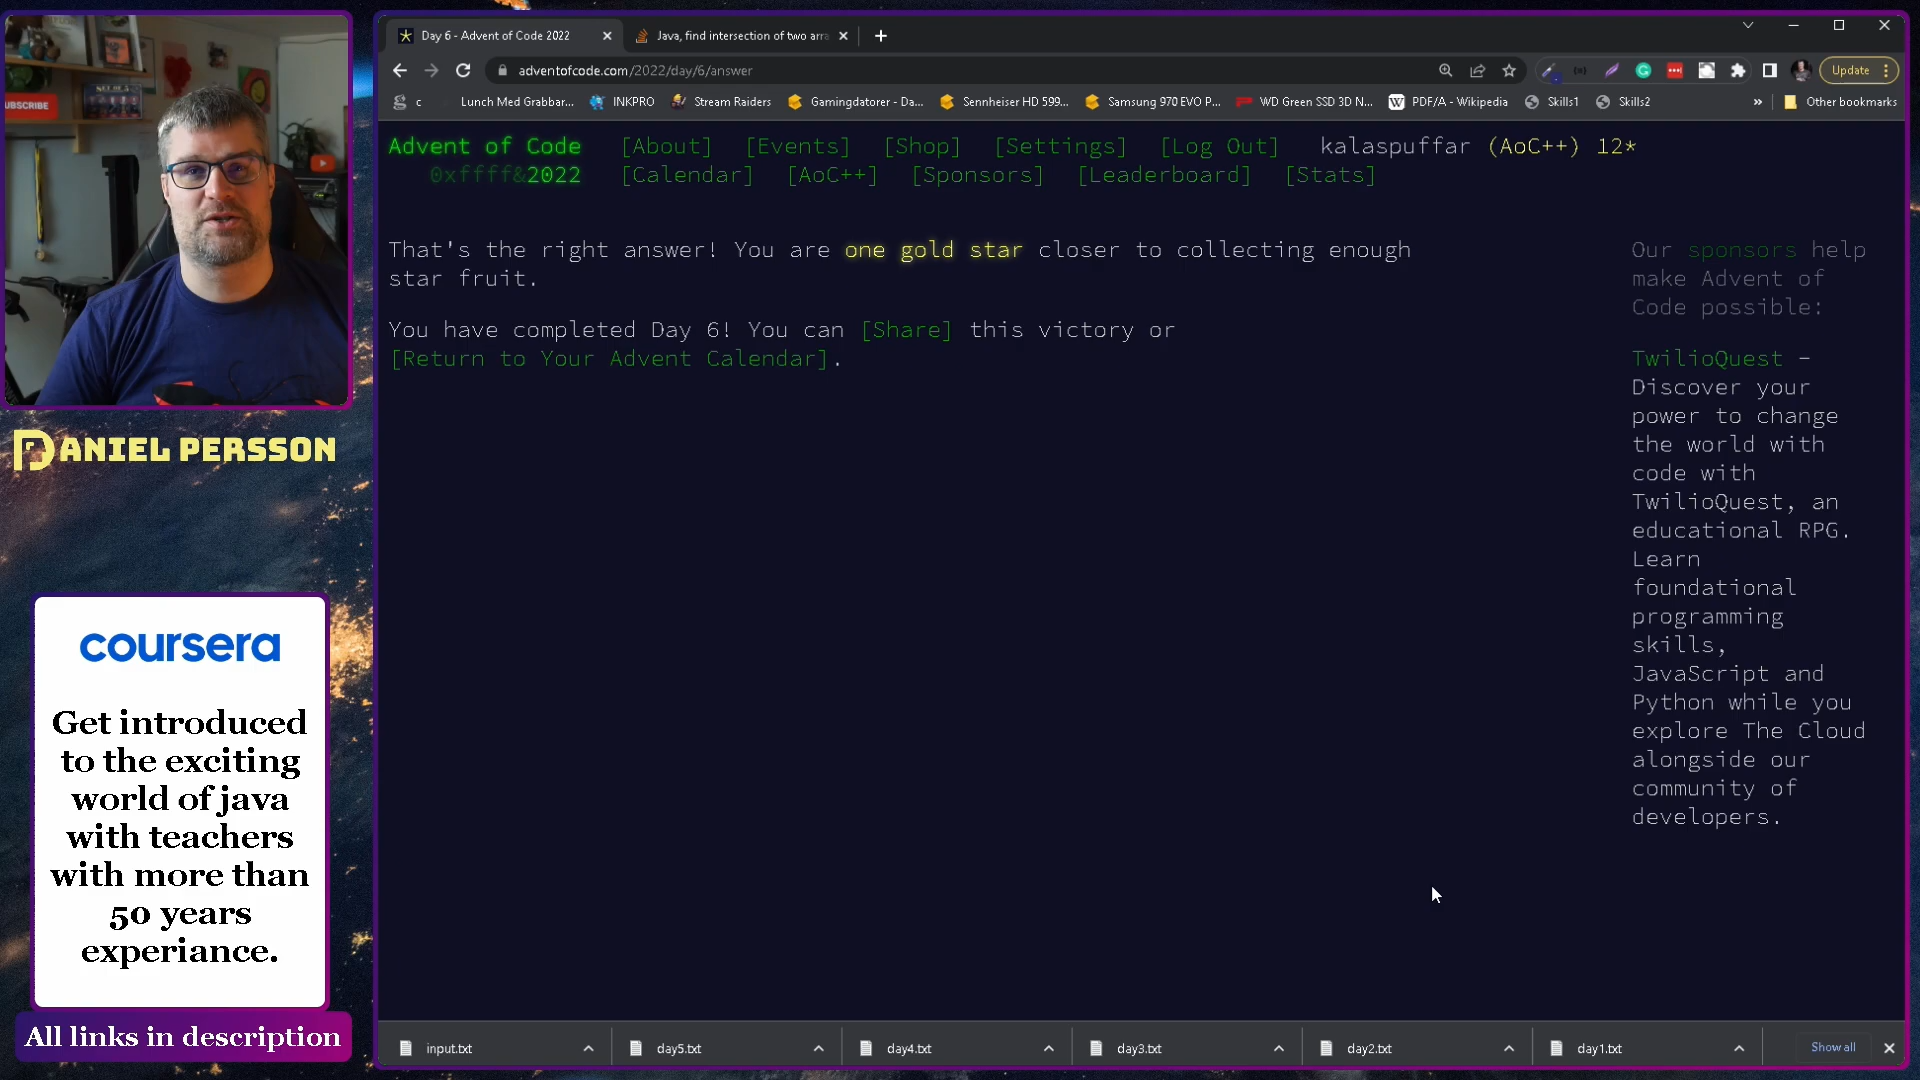 Day 6 - Advent of Code 2022
Java, find intersection of two arra
adventofcode.com/2022/day/6/answer
Update
c
Lunch Med Grabbar...
INKPRO
Stream Raiders
Gamingdatorer - Da...
Sennheiser HD 599...
Samsung 970 EVO P...
WD Green SSD 3D N...
PDF/A - Wikipedia
Skills1
Skills2
»
Other bookmarks
Advent of Code [About] [Events] [Shop] [Settings] [Log Out] kalaspuffar (AoC++) 12*
0xffff&2022 [Calendar] [AoC++] [Sponsors] [Leaderboard] [Stats]
That's the right answer! You are one gold star closer to collecting enough
star fruit.
You have completed Day 6! You can [Share] this victory or
[Return to Your Advent Calendar].
Our sponsors help
make Advent of
Code possible:
TwilioQuest -
Discover your
power to change
the world with
code with
TwilioQuest, an
educational RPG.
Learn
foundational
programming
skills,
JavaScript and
Python while you
explore The Cloud
alongside our
community of
developers.
input.txt
day5.txt
day4.txt
day3.txt
day2.txt
day1.txt
Show all
SUBSCRIBE
DANIEL PERSSON
coursera
Get introduced
to the exciting
world of java
with teachers
with more than
50 years
experiance.
All links in description